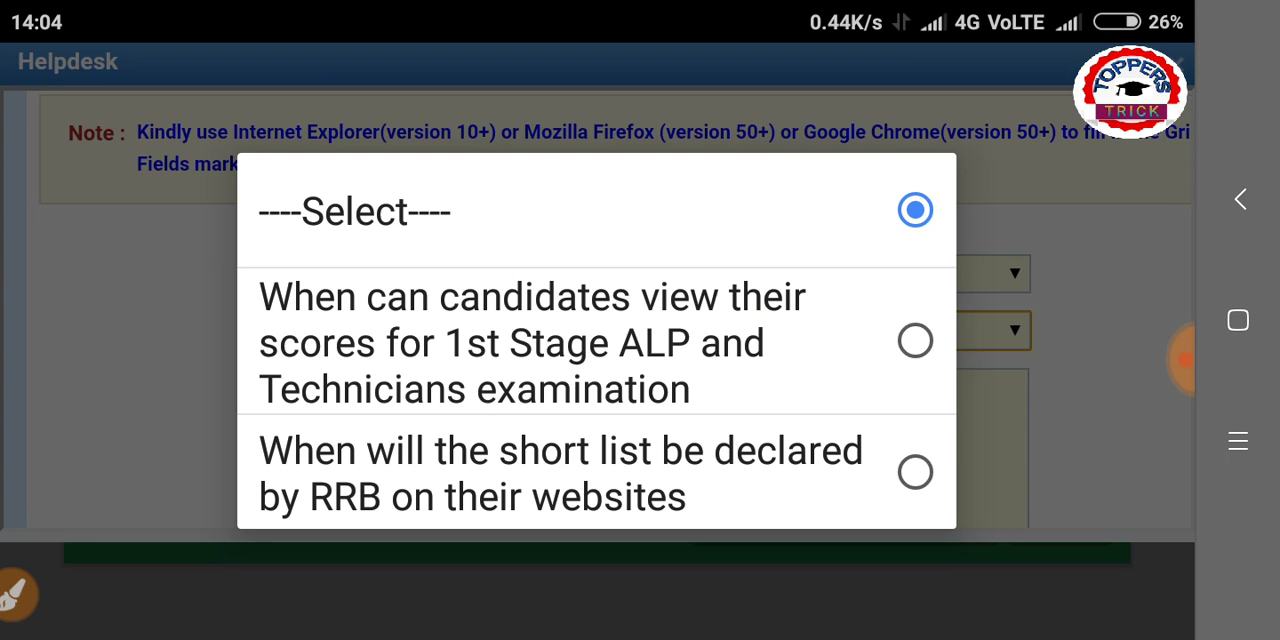 14:04
0.44K/s 4G VoLTE 26%
Helpdesk
TOPPERS
TRICK
Note : Kindly use Internet Explorer(version 10+) or Mozilla Firefox (version 50+) or Google Chrome(version 50+) to
Fields mark
----Select----
When can candidates view their
scores for 1st Stage ALP and
Technicians examination
When will the short list be declared
by RRB on their websites